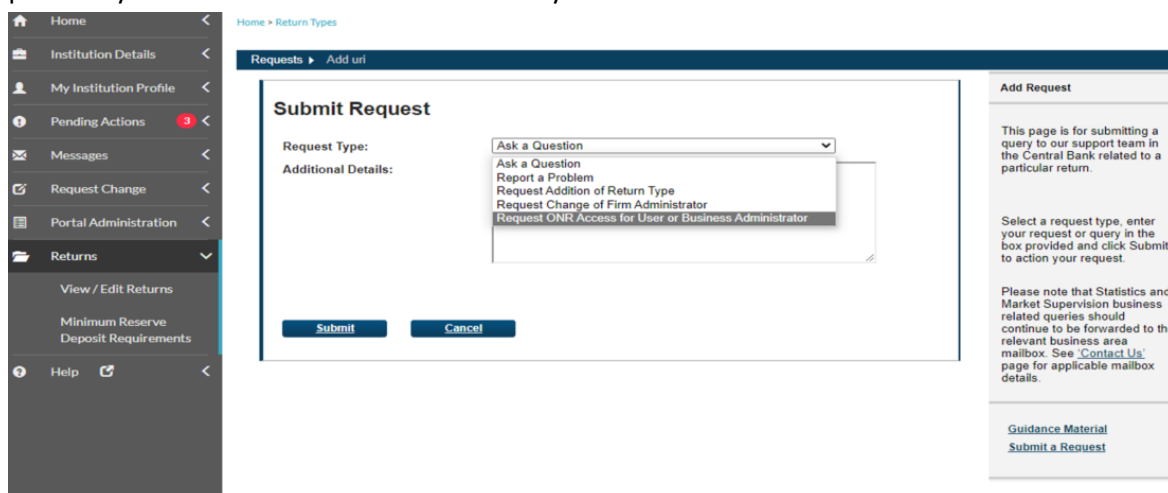 Home
Institution Details
My Institution Profile
Pending Actions 3
Messages
Request Change
Portal Administration
Returns
View / Edit Returns
Minimum Reserve
Deposit Requirements
Help
Home > Return Types
Requests Add uri
Submit Request
Request Type:
Ask a Question
Additional Details:
Ask a Question
Report a Problem
Request Addition of Return Type
Request Change of Firm Administrator
Request ONR Access for User or Business Administrator
Submit Cancel
Add Request
This page is for submitting a
query to our support team in
the Central Bank related to a
particular return.
Select a request type, enter
your request or query in the
box provided and click Submit
to action your request.
Please note that Statistics and
Market Supervision business
related queries should
continue to be forwarded to th
relevant business area
mailbox. See 'Contact Us'
page for applicable mailbox
details.
Guidance Material
Submit a Request